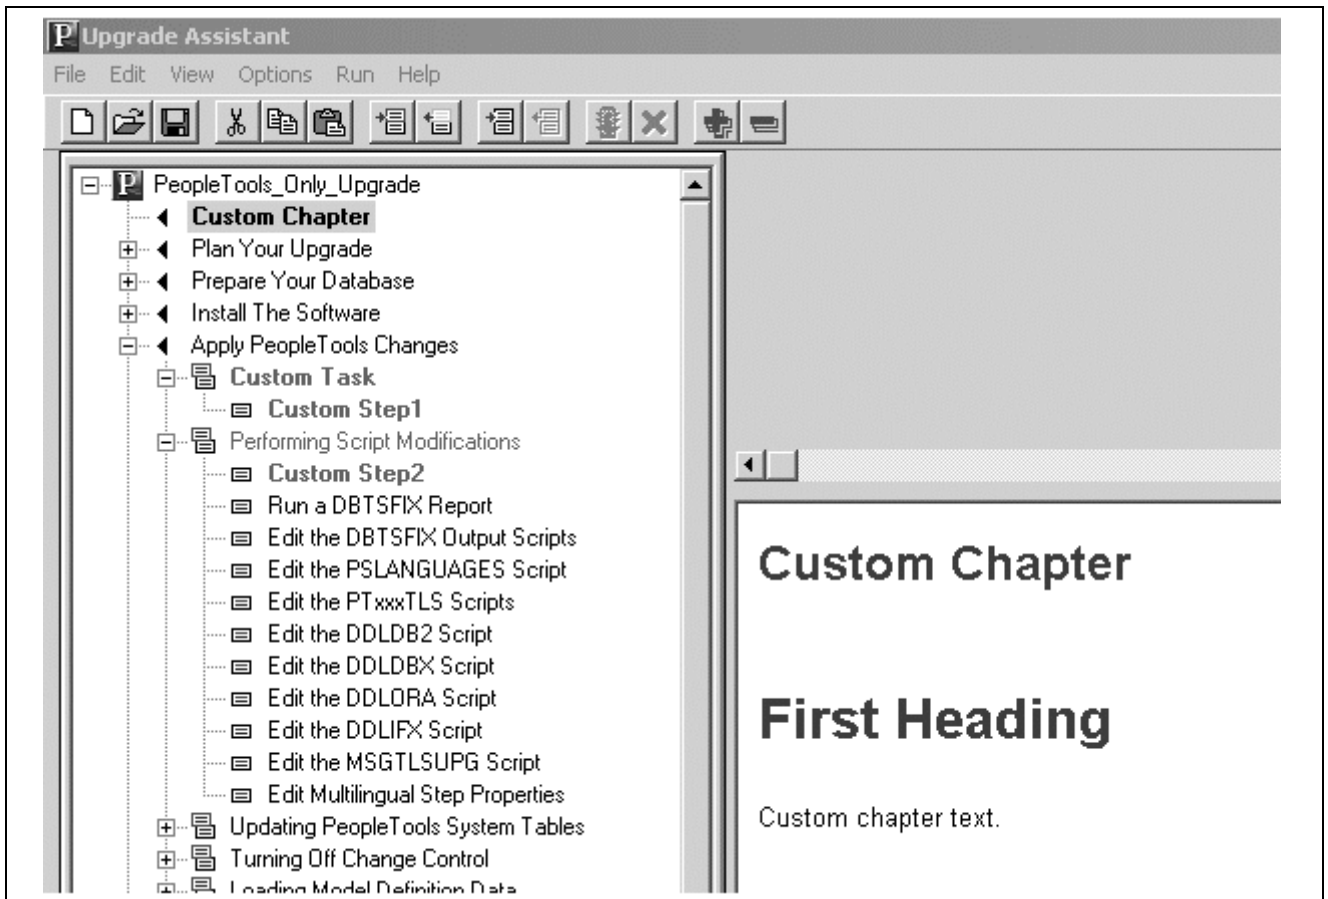 Upgrade Assistant
File Edit View Options Run Help
PeopleTools_Only_Upgrade
Custom Chapter
Plan Your Upgrade
Prepare Your Database
Install The Software
Apply PeopleTools Changes
Custom Task
Custom Step1
Performing Script Modifications
Custom Step2
Run a DBTSFIX Report
Edit the DBTSFIX Output Scripts
Edit the PSLANGUAGES Script
Edit the PTxxxTLS Scripts
Edit the DDLDB2 Script
Edit the DDLDBX Script
Edit the DDLORA Script
Edit the DDLIFX Script
Edit the MSGTLSUPG Script
Edit Multilingual Step Properties
Updating PeopleTools System Tables
Turning Off Change Control
Loading Model Definition Data
Custom Chapter
First Heading
Custom chapter text.